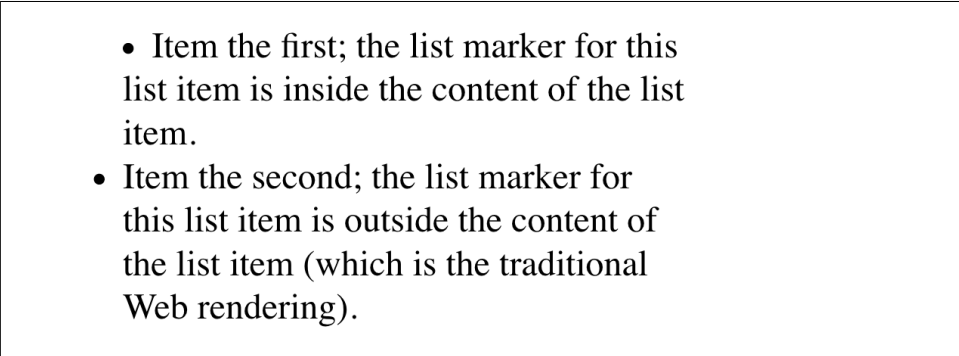 • Item the first; the list marker for this
list item is inside the content of the list
item.
• Item the second; the list marker for
this list item is outside the content of
the list item (which is the traditional
Web rendering).